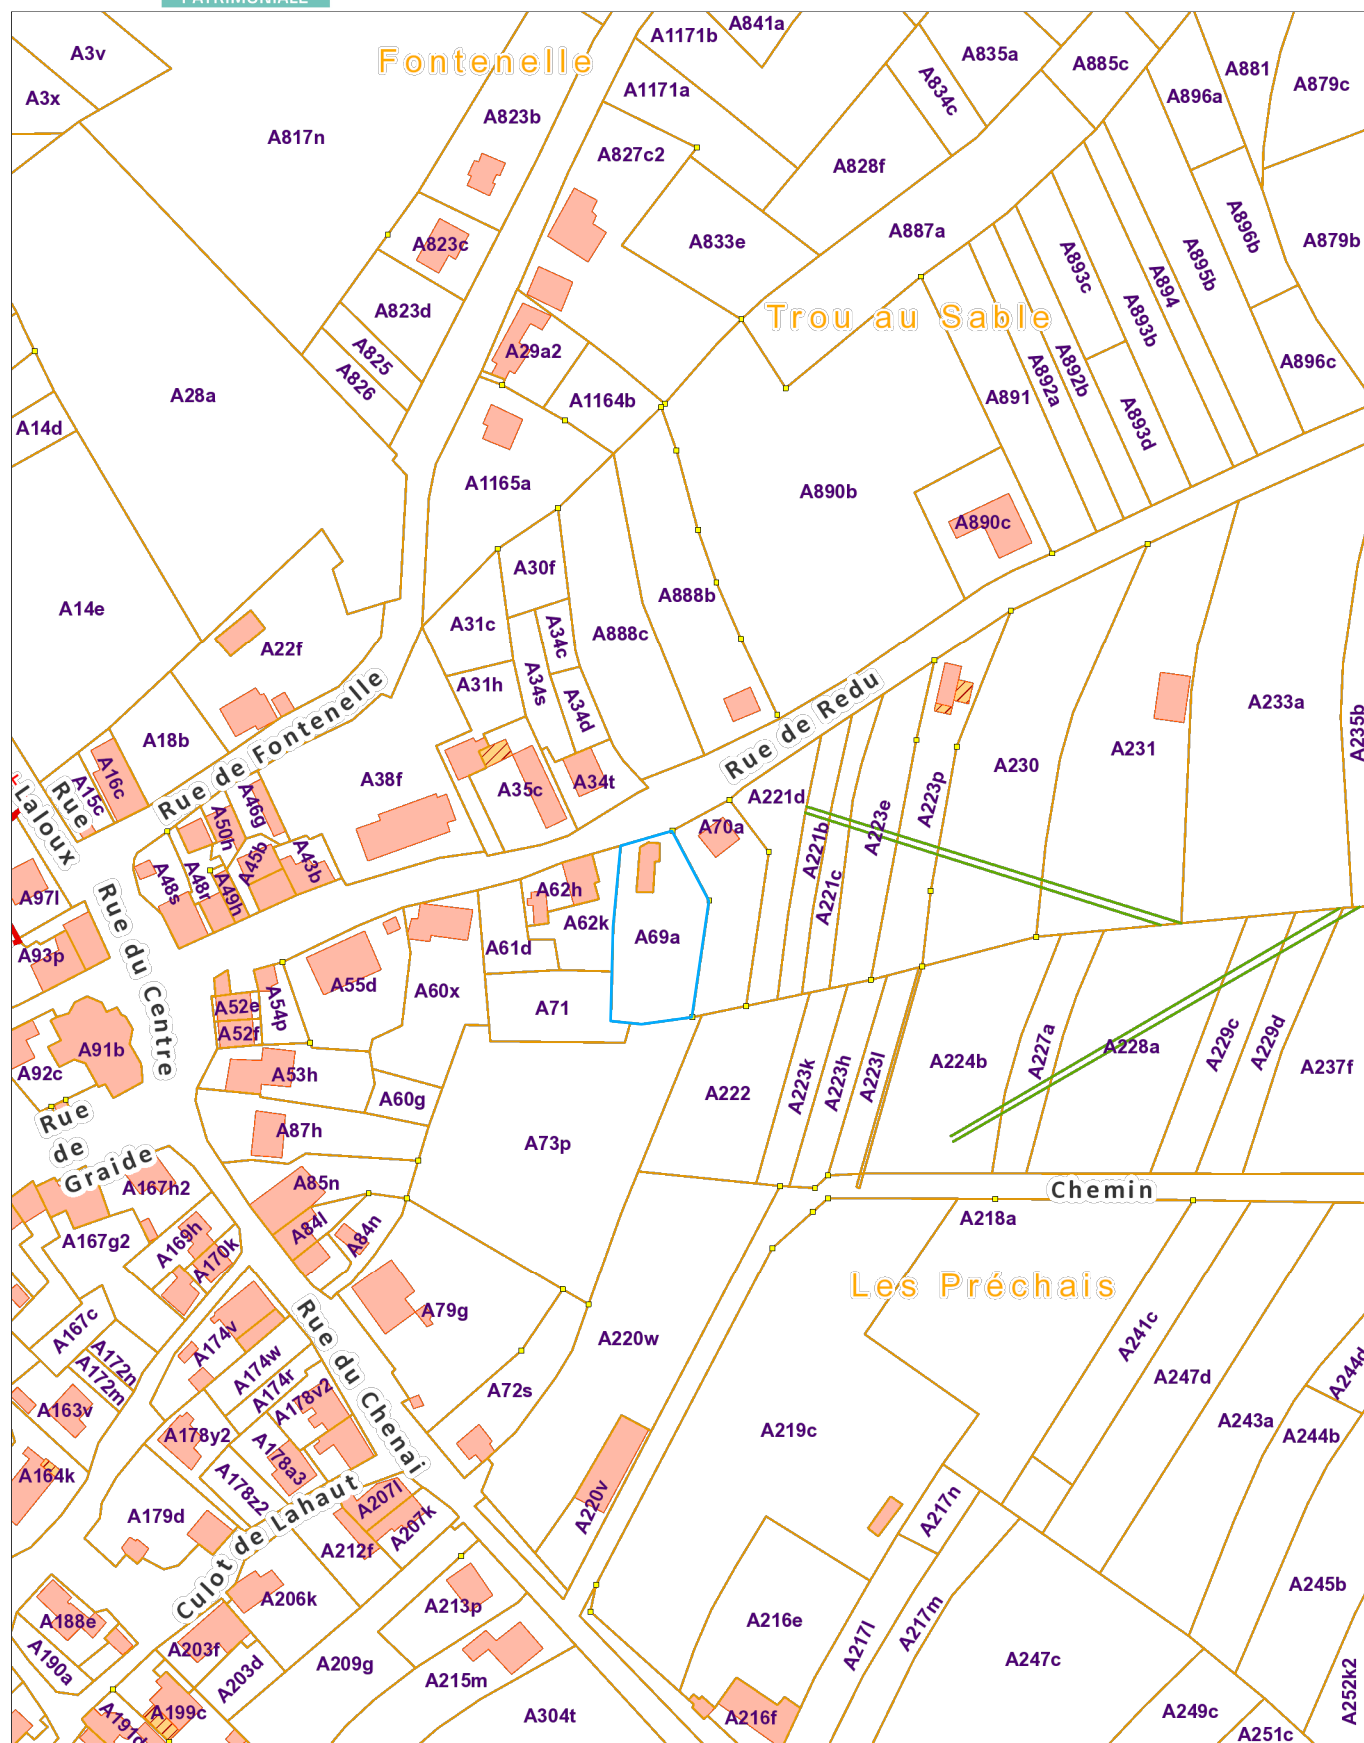 PATRIMONIALE
A841a
A1171b
A3v
Fontenelle
A835a
A885c
A881
A879c
A834c
A896a
A3x
A1171a
A823b
A817n
A827c2
A828f
A887a
A896b
A823c
A833e
A879b
A893c
A895b
A894
A823d
Trou au Sable
A893b
A825
A29a2
A826
A892b
A896c
A892a
A28a
A891
A1164b
A14d
A893d
A1165a
A890b
A890c
A30f
A888b
A14e
A31c
A34c
A888c
A22f
A31h
A34s
A34d
A233a
A235b
A18b
Rue de Fontenelle
Rue de Redu
A231
A16c
A38f
A35c
A34t
A230
A15c
Rue
Laloux
A46g
A50h
A221d
A223p
A223e
A70a
A221b
A45b
A43b
A48s
A48r
A49h
A62h
A221c
A97l
Rue du Centre
A62k
A69a
A93p
A61d
A55d
A60x
A52e
A54p
A71
A52f
A91b
A92c
A53h
A224b
A227a
A228a
A229c
A229d
A237f
A222
A223k
A223h
A223l
A60g
Rue
de
Graide
A87h
A73p
A167h2
A85n
Chemin
A218a
A167g2
A169h
A84l
A84n
A170k
Les Préchais
A79g
A167c
A220w
A174v
Rue du Chenai
A241c
A172n
A172m
A174w
A174r
A247d
A244d
A72s
A178v2
A163v
A243a
A219c
A244b
A178y2
A178a3
A164k
A178z2
A207l
A220v
A217n
A179d
Culot de Lahaut
A207k
A212f
A206k
A213p
A245b
A188e
A216e
A217l
A217m
A190a
A203f
A203d
A209g
A215m
A247c
A252k2
A199c
A191d
A304t
A216f
A249c
A251c